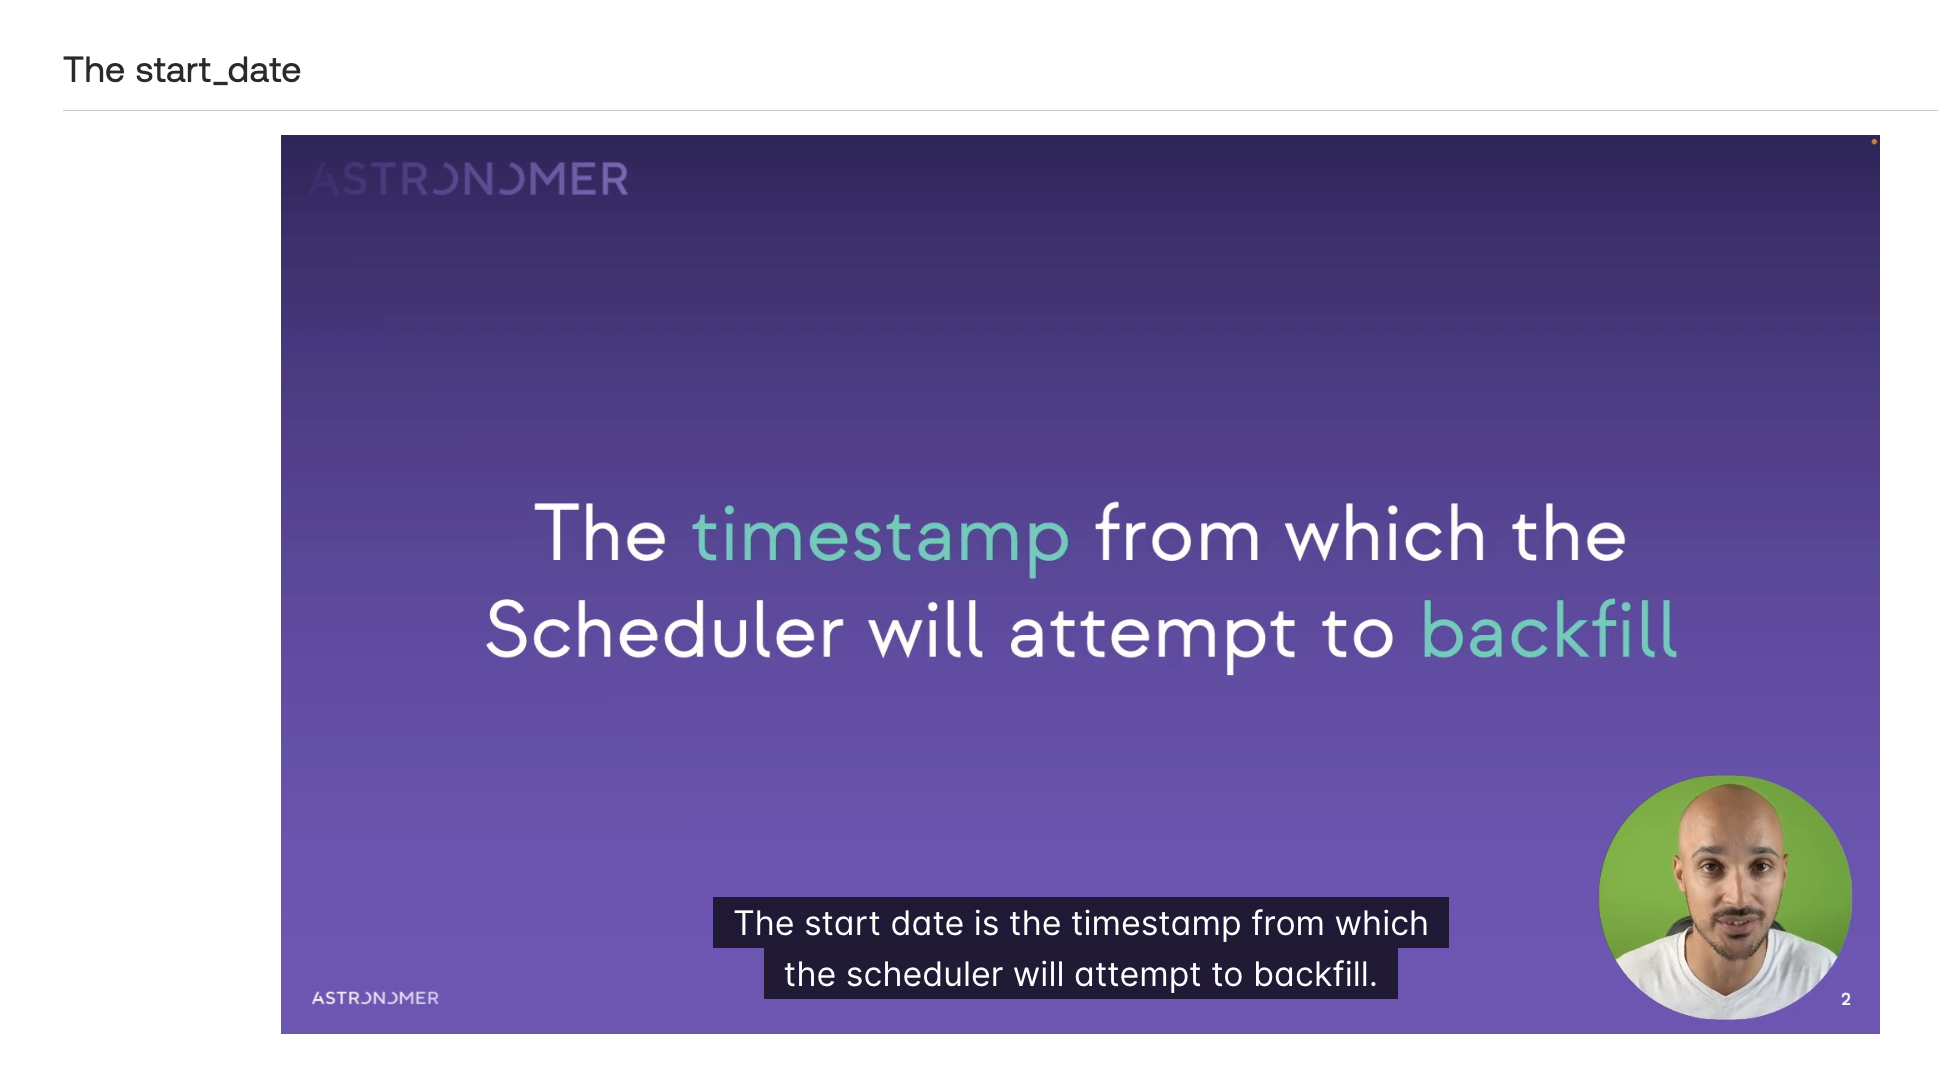 The start_date
ASTRONOMER
The timestamp from which the
Scheduler will attempt to backfill
The start date is the timestamp from which
the scheduler will attempt to backfill.
ASTRONOMER
2